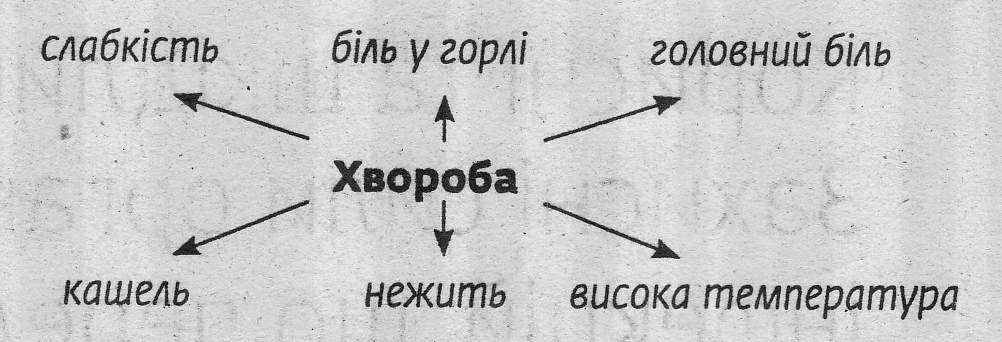 слабкість біль у горлі головний біль
Хвороба
кашель нежить висока температура